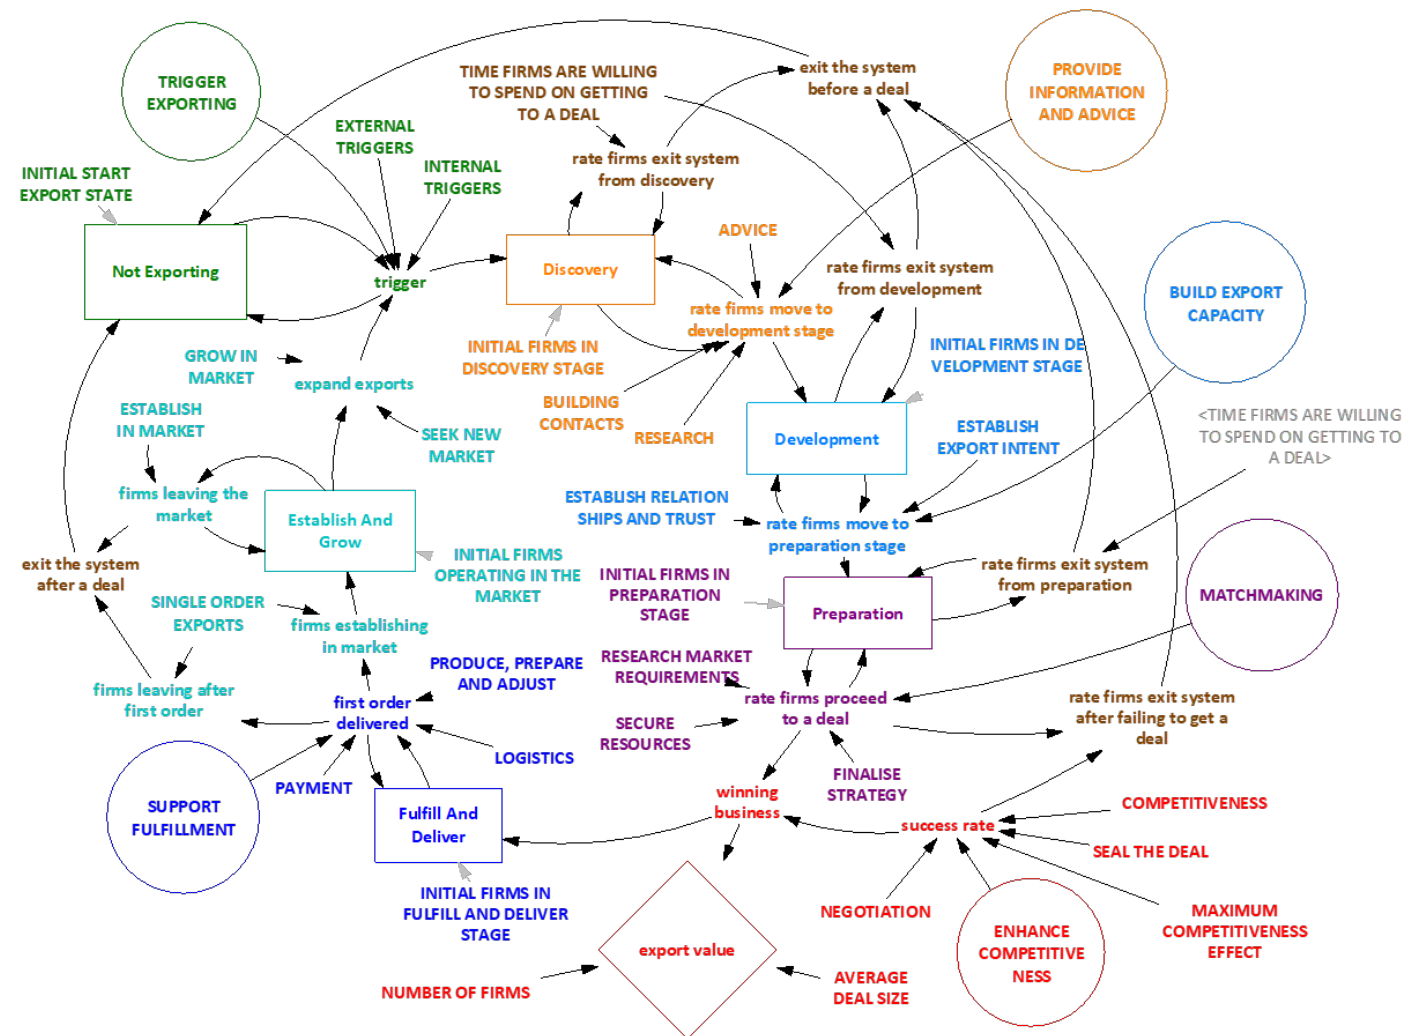 TRIGGER
EXPORTING
TIME FIRMS ARE WILLING
TO SPEND ON GETTING
TO A DEAL
exit the system
before a deal
PROVIDE
INFORMATION
AND ADVICE
EXTERNAL
TRIGGERS
INTERNAL
TRIGGERS
rate firms exit system
from discovery
INITIAL START
EXPORT STATE
Not Exporting
trigger
Discovery
ADVICE
rate firms exit system
from development
rate firms move to
development stage
BUILD EXPORT
CAPACITY
GROW IN
MARKET
expand exports
INITIAL FIRMS IN
DISCOVERY STAGE
INITIAL FIRMS IN DE
VELOPMENT STAGE
ESTABLISH
IN MARKET
SEEK NEW
MARKET
BUILDING
CONTACTS
RESEARCH
Development
ESTABLISH
EXPORT INTENT
<TIME FIRMS ARE WILLING
TO SPEND ON GETTING TO
A DEAL>
firms leaving the
market
Establish And
Grow
ESTABLISH RELATION
SHIPS AND TRUST
rate firms move to
preparation stage
exit the system
after a deal
INITIAL FIRMS
OPERATING IN THE
MARKET
INITIAL FIRMS IN
PREPARATION
STAGE
Preparation
rate firms exit system
from preparation
MATCHMAKING
SINGLE ORDER
EXPORTS
firms establishing
in market
PRODUCE, PREPARE
AND ADJUST
RESEARCH MARKET
REQUIREMENTS
firms leaving after
first order
first order
delivered
rate firms proceed
to a deal
rate firms exit system
after failing to get a
deal
SECURE
RESOURCES
LOGISTICS
PAYMENT
FINALISE
STRATEGY
SUPPORT
FULFILLMENT
Fulfill And
Deliver
winning
business
success rate
COMPETITIVENESS
SEAL THE DEAL
INITIAL FIRMS IN
FULFILL AND DELIVER
STAGE
NEGOTIATION
MAXIMUM
COMPETITIVENESS
EFFECT
ENHANCE
COMPETITIVE
NESS
export value
NUMBER OF FIRMS
AVERAGE
DEAL SIZE